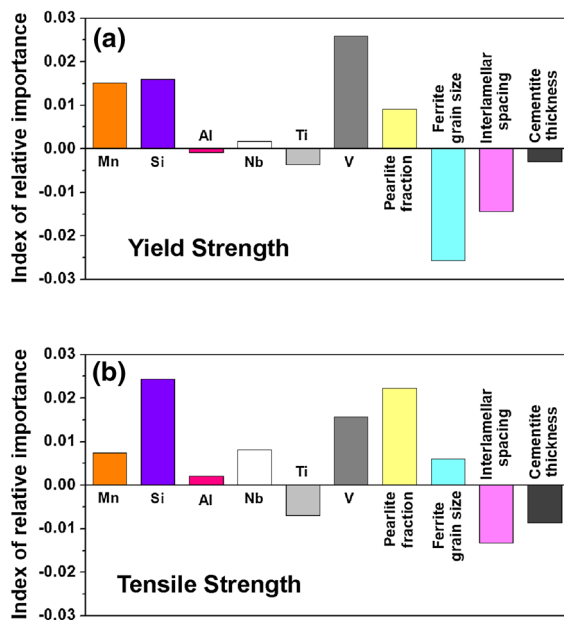 (a)
Index of relative importance
0.03
0.02
0.01
0.00
-0.01
-0.02
-0.03
Mn
Si
Al
Nb
Ti
V
Pearlite
fraction
Ferrite
grain size
Interlamellar
spacing
Cementite
thickness
Yield Strength
(b)
Index of relative importance
0.03
0.02
0.01
0.00
-0.01
-0.02
-0.03
Mn
Si
Al
Nb
Ti
V
Pearlite
fraction
Ferrite
grain size
Interlamellar
spacing
Cementite
thickness
Tensile Strength